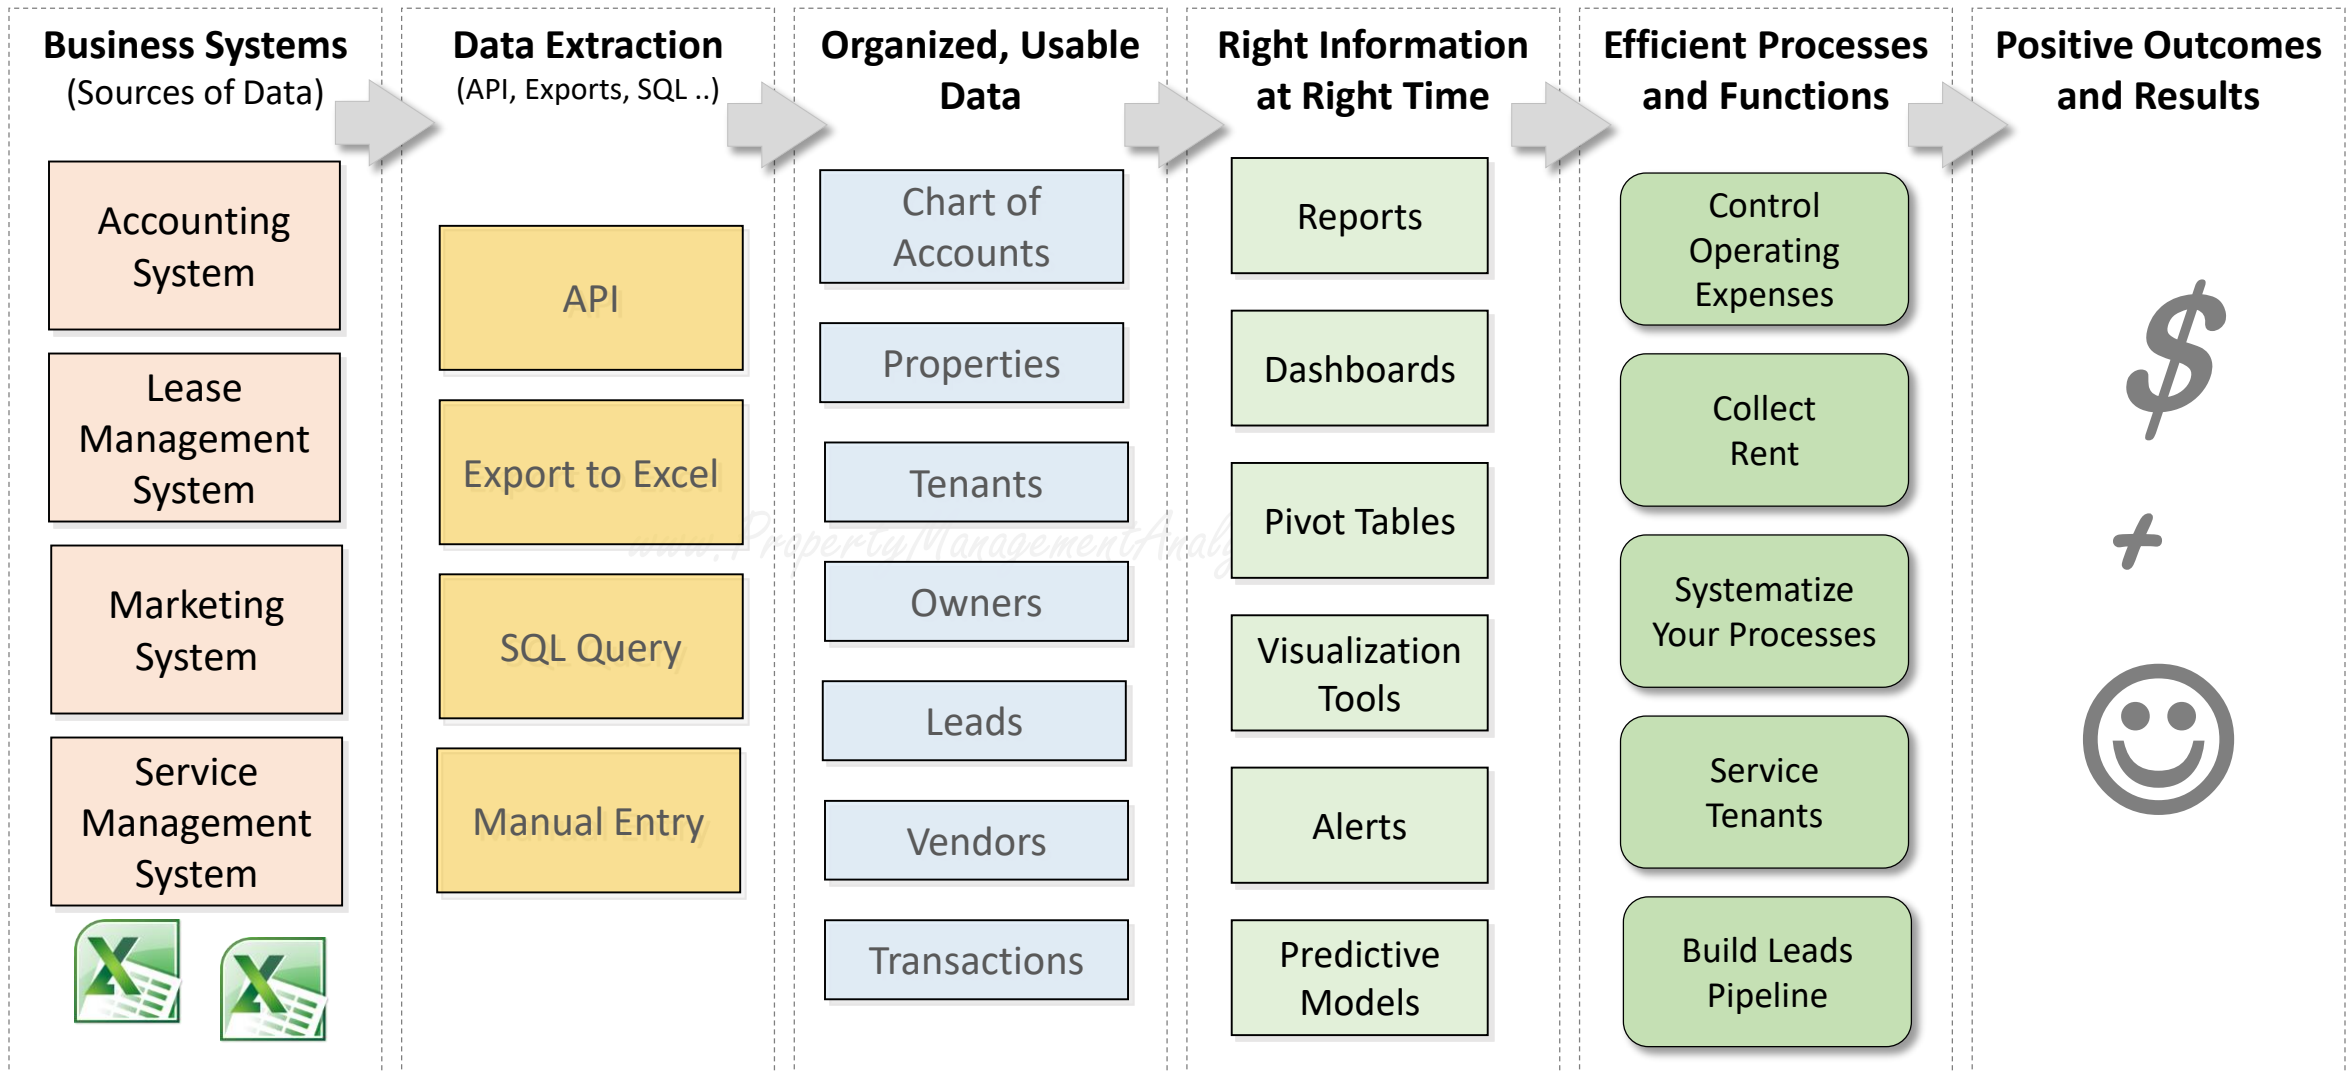 Business Systems
(Sources of Data)
Accounting
System
Lease
Management
System
Marketing
System
Service
Management
System
Data Extraction
(API, Exports, SQL ..)
API
Export to Excel
SQL Query
Manual Entry
Organized, Usable
Data
Chart of
Accounts
Properties
Tenants
www.PropertyManagementAnaly
Owners
Leads
Vendors
Transactions
Right Information
at Right Time
Reports
Dashboards
Pivot Tables
Visualization
Tools
Alerts
Predictive
Models
Efficient Processes
and Functions
Control
Operating
Expenses
Collect
Rent
Systematize
Your Processes
Service
Tenants
Build Leads
Pipeline
Positive Outcomes
and Results
$
+